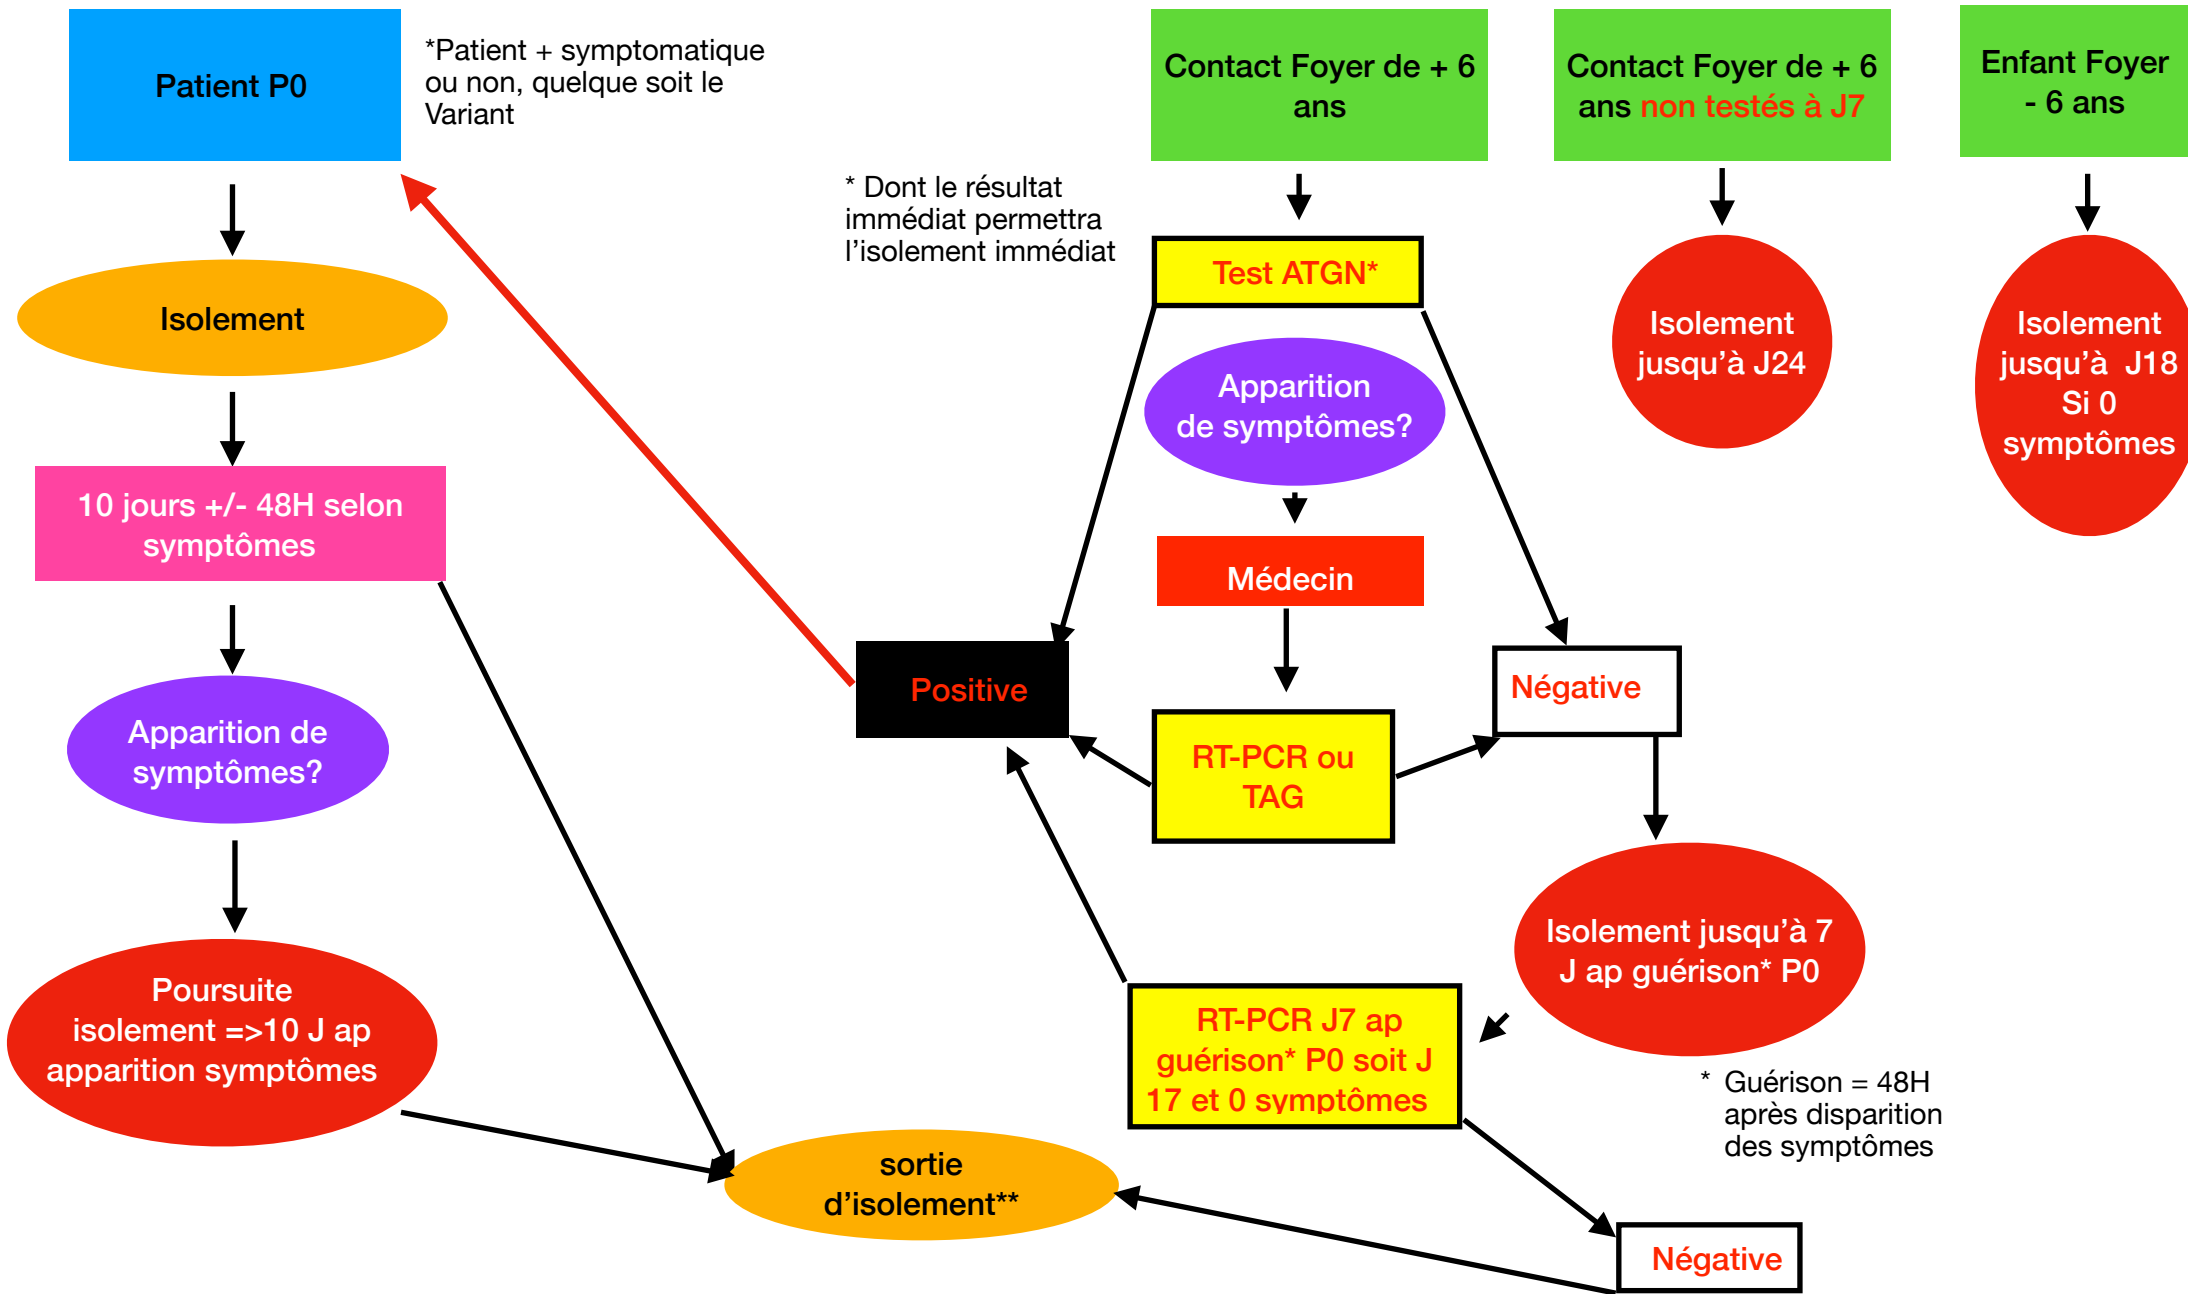 Patient P0
*Patient + symptomatique
ou non, quelque soit le
Variant
Contact Foyer de + 6
ans
Contact Foyer de + 6
ans non testés à J7
Enfant Foyer
- 6 ans
* Dont le résultat
immédiat permettra
l’isolement immédiat
Test ATGN*
Isolement
Isolement
jusqu’à J24
Isolement
jusqu’à J18
Si 0
symptômes
Apparition
de symptômes?
10 jours +/- 48H selon
symptômes
Médecin
Positive
Négative
Apparition de
symptômes?
RT-PCR ou
TAG
Isolement jusqu’à 7
J ap guérison* P0
Poursuite
isolement =>10 J ap
apparition symptômes
RT-PCR J7 ap
guérison* P0 soit J
17 et 0 symptômes
* Guérison = 48H
après disparition
des symptômes
sortie
d’isolement**
Négative